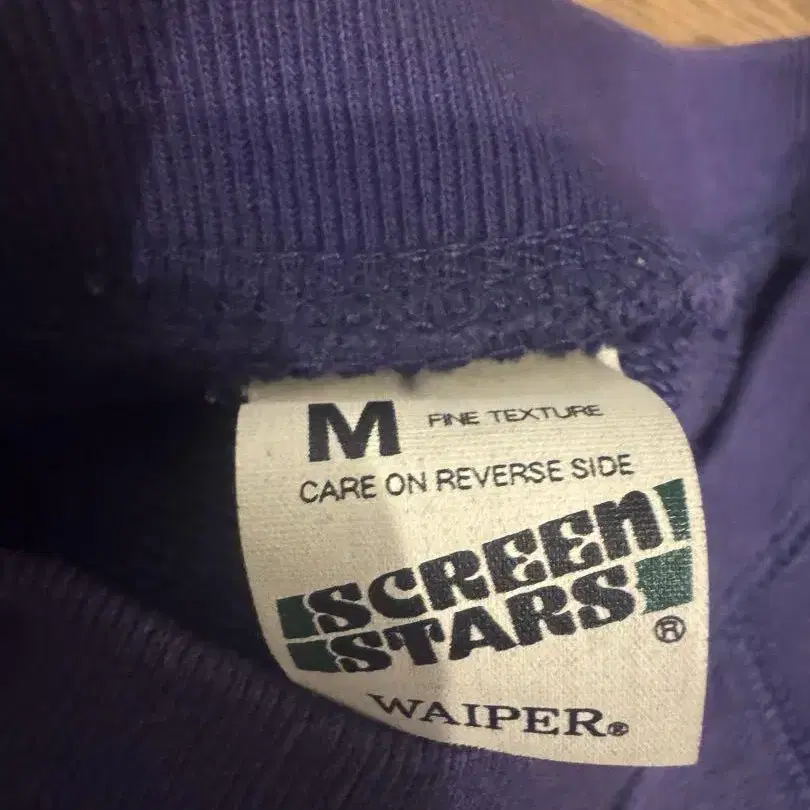 M FINE TEXTURE
CARE ON REVERSE SIDE
SCREEN
STARS ®
WAIPER®